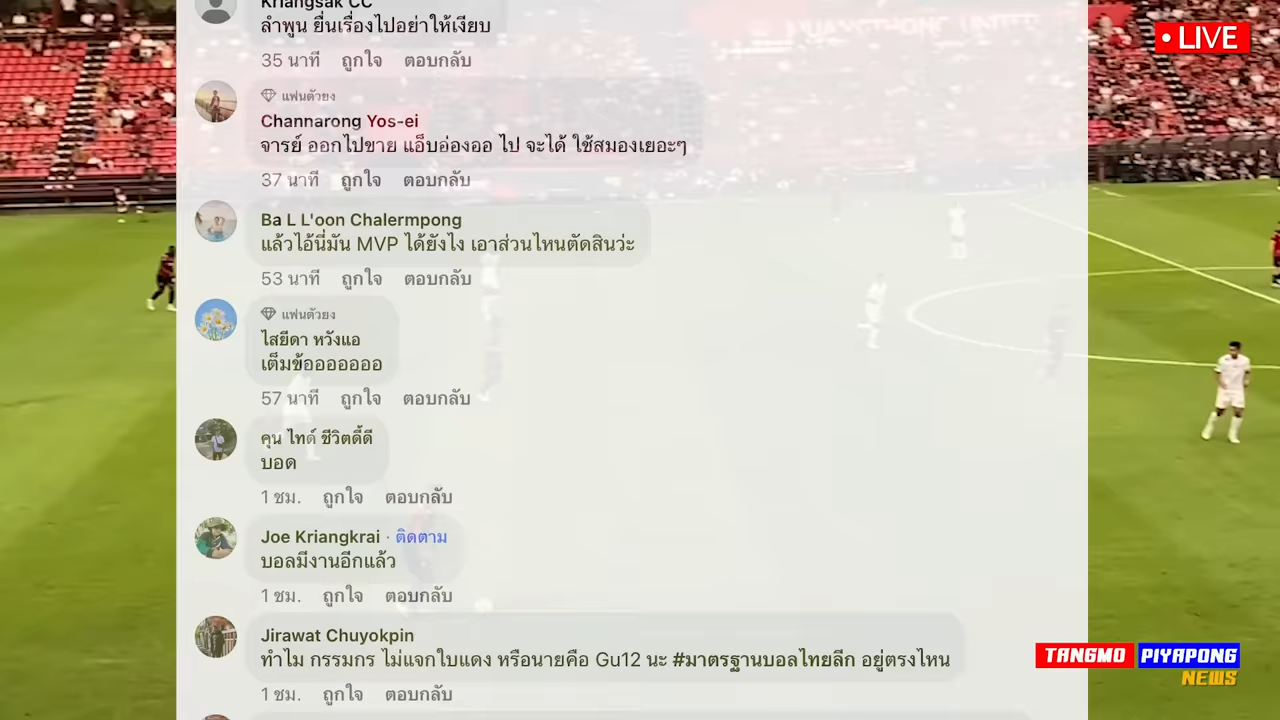 Kriangsak CC
ลำพูน ยื่นเรื่องไปอย่าให้เงียบ
35 นาที ถูกใจ ตอบกลับ
แฟนตัวยง
Channarong Yos-ei
จารย์ ออกไปขาย แอ็บอ่องออ ไป จะได้ ใช้สมองเยอะๆ
37 นาที ถูกใจ ตอบกลับ
Ba L L'oon Chalermpong
แล้วไอ้นี่มัน MVP ได้ยังไง เอาส่วนไหนตัดสินว่ะ
53 นาที ถูกใจ ตอบกลับ
แฟนตัวยง
ไสยีดา หวังแอ
เต็มข้อออออออ
57 นาที ถูกใจ ตอบกลับ
คุน ไทด์ ชีวิตดี้ดี
บอด
1 ชม. ถูกใจ ตอบกลับ
Joe Kriangkrai · ติดตาม
บอลมีงานอีกแล้ว
1 ชม. ถูกใจ ตอบกลับ
Jirawat Chuyokpin
ทำไม กรรมกร ไม่แจกใบแดง หรือนายคือ Gu12 นะ #มาตรฐานบอลไทยลีก อยู่ตรงไหน
1 ชม. ถูกใจ ตอบกลับ
• LIVE
TANGMO PIYAPONG
NEWS